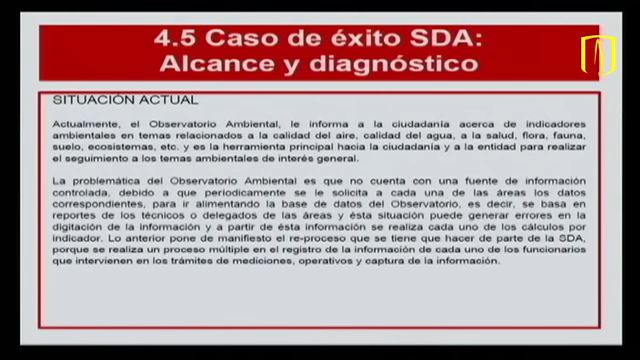 4.5 Caso de éxito SDA:
Alcance y diagnóstico
SITUACIÓN ACTUAL
Actualmente, el Observatorio Ambiental, le informa a la ciudadanía acerca de indicadores
ambientales en temas relacionados a la calidad del aire, calidad del agua, a la salud, flora, fauna,
suelo, ecosistemas, etc. y es la herramienta principal hacia la ciudadanía y a la entidad para realizar
el seguimiento a los temas ambientales de interés general.
La problemática del Observatorio Ambiental es que no cuenta con una fuente de información
controlada, debido a que periodicamente se le solicita a cada una de las áreas los datos
correspondientes, para ir alimentando la base de datos del Observatorio, es decir, se basa en
reportes de los técnicos o delegados de las áreas y ésta situación puede generar errores en la
digitación de la información y a partir de ésta información se realiza cada uno de los cálculos por
indicador. Lo anterior pone de manifiesto el re-proceso que se tiene que hacer de parte de la SDA,
porque se realiza un proceso múltiple en el registro de la información de cada uno de los funcionarios
que intervienen en los trámites de mediciones, operativos y captura de la información.